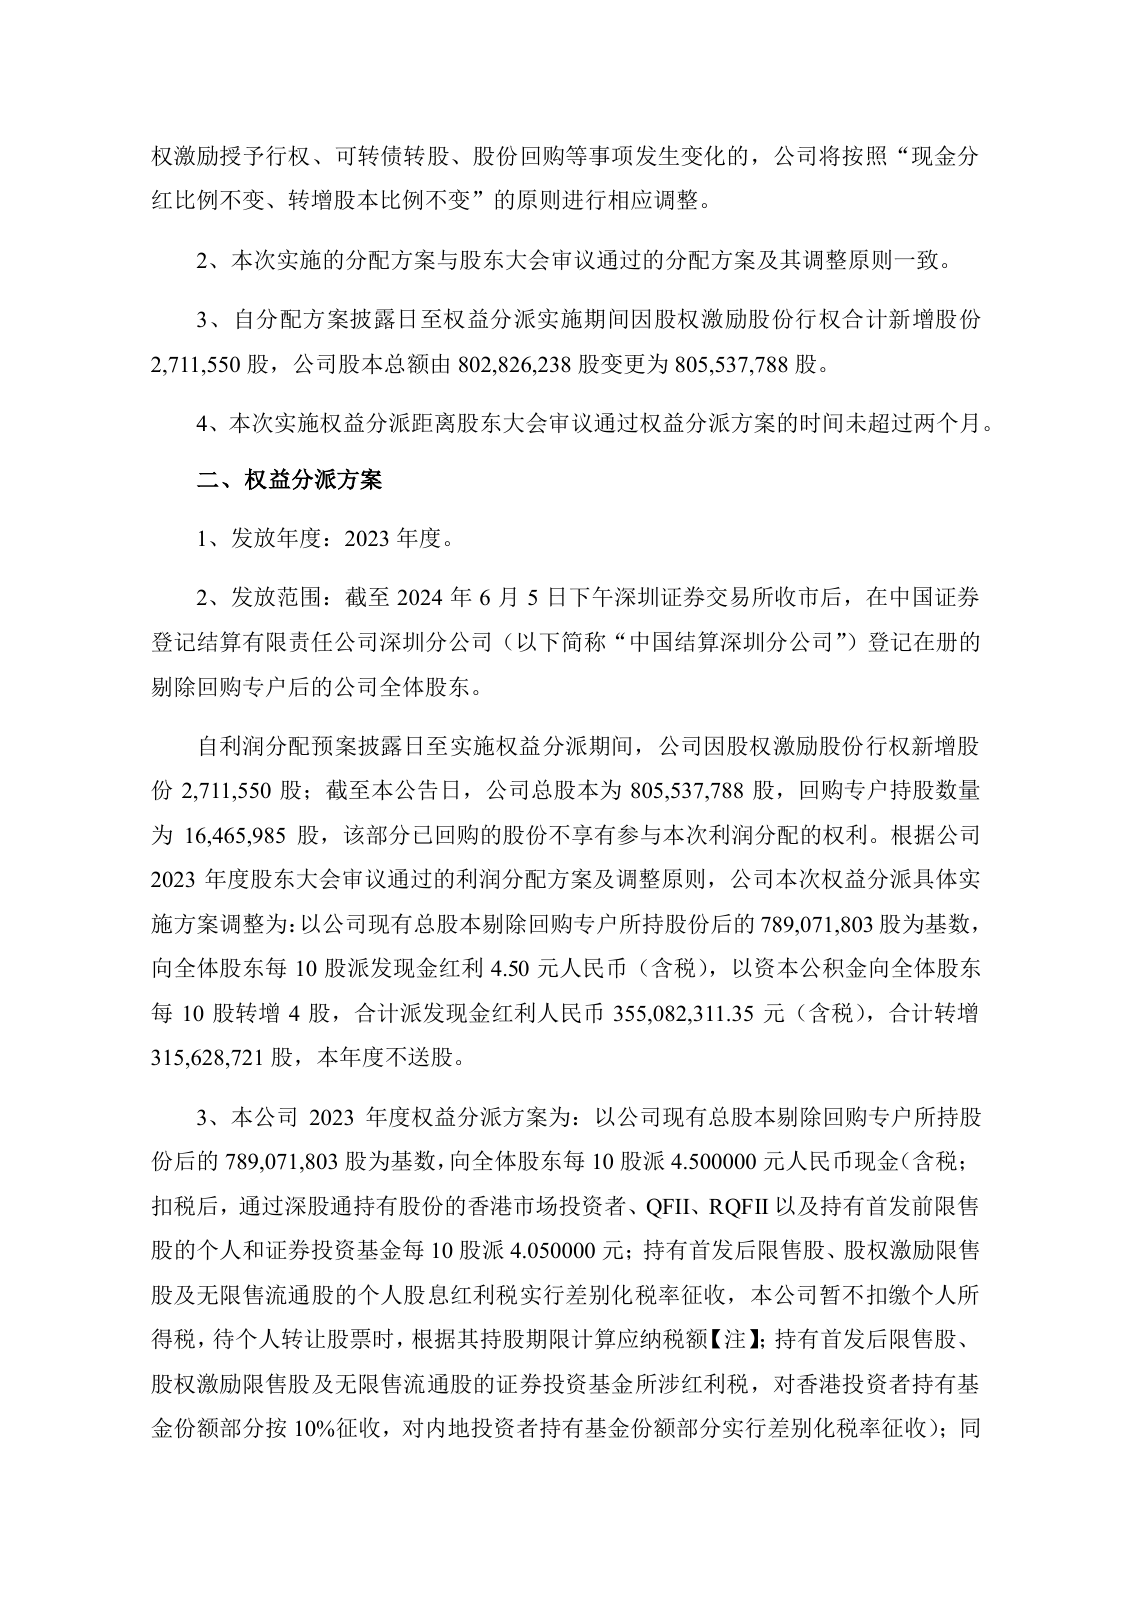 权激励授予行权、可转债转股、股份回购等事项发生变化的，公司将按照“现金分
红比例不变、转增股本比例不变”的原则进行相应调整。
2、本次实施的分配方案与股东大会审议通过的分配方案及其调整原则一致。
3、自分配方案披露日至权益分派实施期间因股权激励股份行权合计新增股份
2,711,550 股，公司股本总额由 802,826,238 股变更为 805,537,788 股。
4、本次实施权益分派距离股东大会审议通过权益分派方案的时间未超过两个月。
二、权益分派方案
1、发放年度：2023 年度。
2、发放范围：截至 2024 年 6 月 5 日下午深圳证券交易所收市后，在中国证券
登记结算有限责任公司深圳分公司（以下简称“中国结算深圳分公司”）登记在册的
剔除回购专户后的公司全体股东。
自利润分配预案披露日至实施权益分派期间，公司因股权激励股份行权新增股
份 2,711,550 股；截至本公告日，公司总股本为 805,537,788 股，回购专户持股数量
为 16,465,985 股，该部分已回购的股份不享有参与本次利润分配的权利。根据公司
2023 年度股东大会审议通过的利润分配方案及调整原则，公司本次权益分派具体实
施方案调整为：以公司现有总股本剔除回购专户所持股份后的 789,071,803 股为基数，
向全体股东每 10 股派发现金红利 4.50 元人民币（含税），以资本公积金向全体股东
每 10 股转增 4 股，合计派发现金红利人民币 355,082,311.35 元（含税），合计转增
315,628,721 股，本年度不送股。
3、本公司 2023 年度权益分派方案为：以公司现有总股本剔除回购专户所持股
份后的 789,071,803 股为基数，向全体股东每 10 股派 4.500000 元人民币现金（含税；
扣税后，通过深股通持有股份的香港市场投资者、QFII、RQFII 以及持有首发前限售
股的个人和证券投资基金每 10 股派 4.050000 元；持有首发后限售股、股权激励限售
股及无限售流通股的个人股息红利税实行差别化税率征收，本公司暂不扣缴个人所
得税，待个人转让股票时，根据其持股期限计算应纳税额【注】；持有首发后限售股、
股权激励限售股及无限售流通股的证券投资基金所涉红利税，对香港投资者持有基
金份额部分按 10%征收，对内地投资者持有基金份额部分实行差别化税率征收）；同